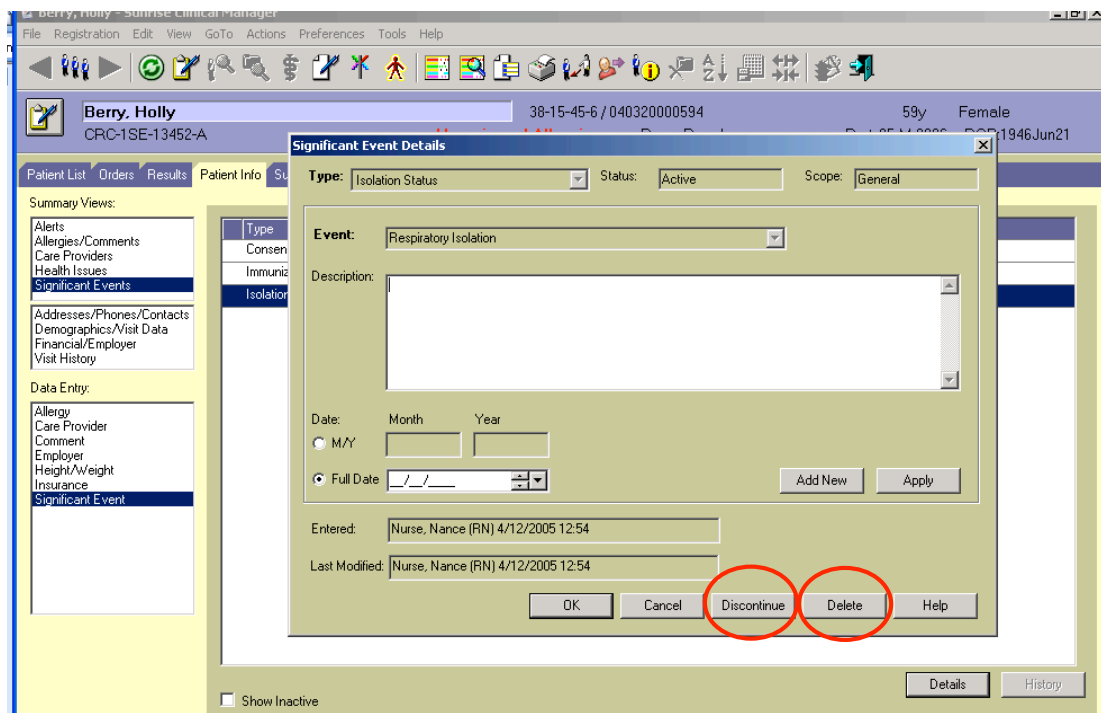 Berry, Holly - Sunrise Clinical Manager
File Registration Edit View GoTo Actions Preferences Tools Help
Berry, Holly 38-15-45-6 / 040320000594 59y Female
CRC-1SE-13452-A 1946Jun21
Significant Event Details
Patient List Orders Results Patient Info Su
Type: Isolation Status Status: Active Scope: General
Summary Views:
Alerts
Allergies/Comments
Care Providers
Health Issues
Significant Events
Addresses/Phones/Contacts
Demographics/Visit Data
Financial/Employer
Visit History
Data Entry:
Allergy
Care Provider
Comment
Employer
Height/Weight
Insurance
Significant Event
Type
Consen
Immuniz
Isolation
Event: Respiratory Isolation
Description:
Date: Month Year
M/Y
Full Date __/__/____
Add New Apply
Entered: Nurse, Nance (RN) 4/12/2005 12:54
Last Modified: Nurse, Nance (RN) 4/12/2005 12:54
OK Cancel Discontinue Delete Help
Details History
Show Inactive